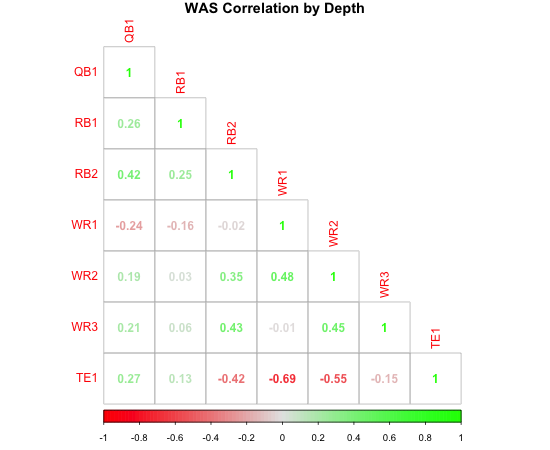 WAS Correlation by Depth
QB1
QB1 1 RB1
RB1 0.26 1 RB2
RB2 0.42 0.25 1 WR1
WR1 -0.24 -0.16 -0.02 1 WR2
WR2 0.19 0.03 0.35 0.48 1 WR3
WR3 0.21 0.06 0.43 -0.01 0.45 1 TE1
TE1 0.27 0.13 -0.42 -0.69 -0.55 -0.15 1
-1 -0.8 -0.6 -0.4 -0.2 0 0.2 0.4 0.6 0.8 1